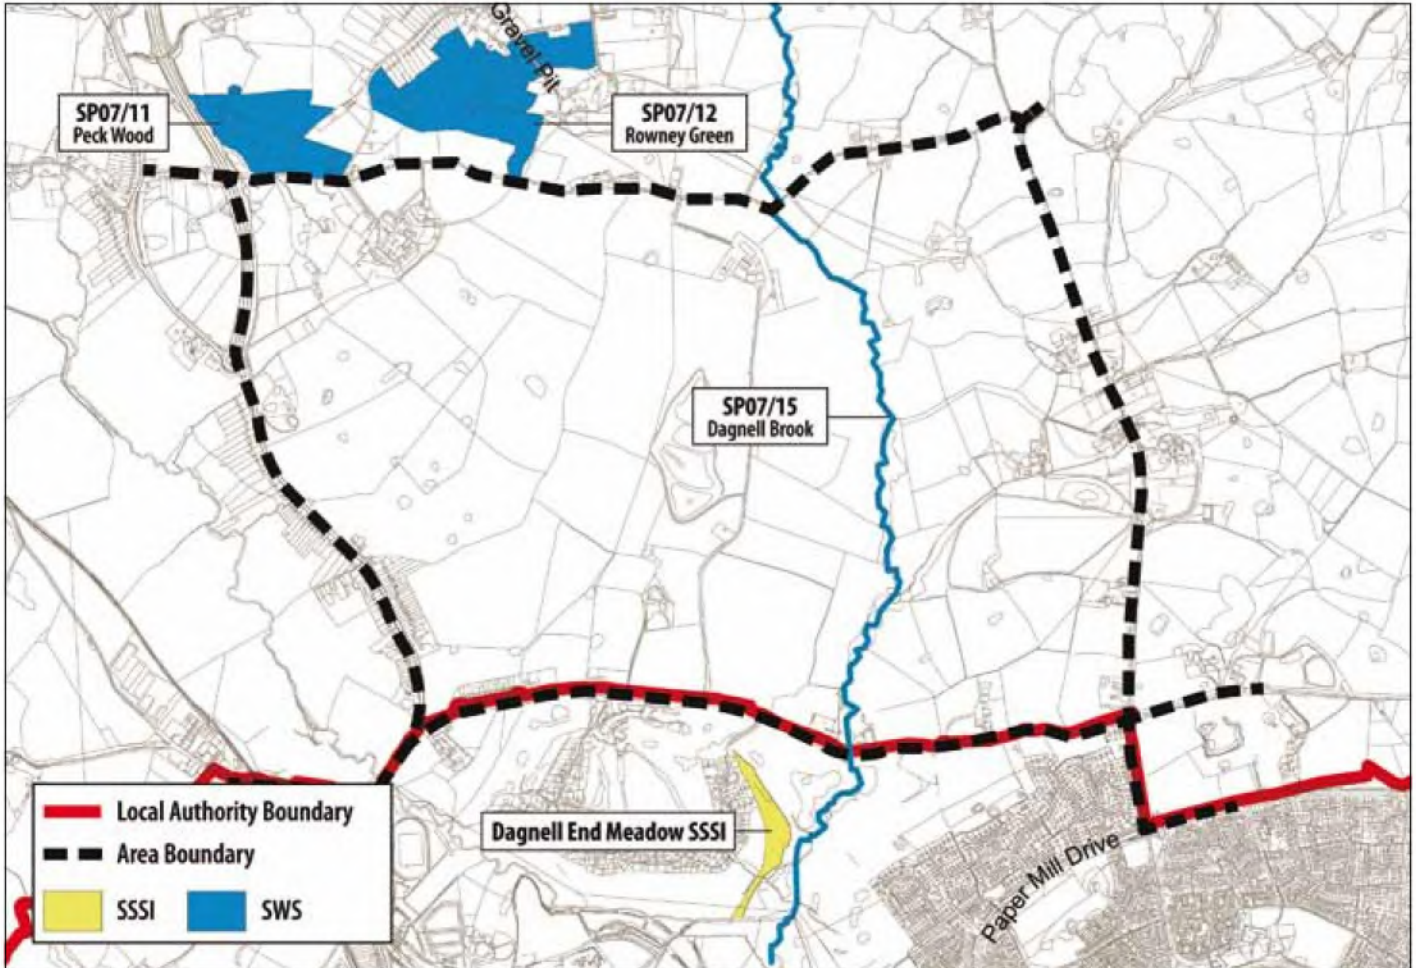 Gravel Pit
SP07/11
Peck Wood
SP07/12
Rowney Green
SP07/15
Dagnell Brook
Dagnell End Meadow SSSI
Paper Mill Drive
Local Authority Boundary
Area Boundary
SSSI
SWS